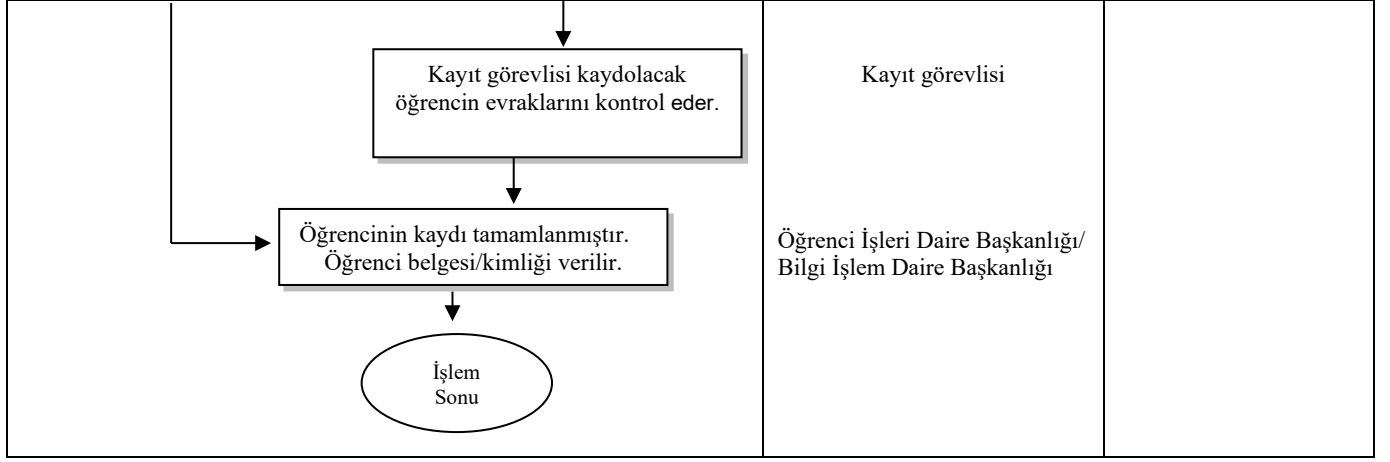 Kayıt görevlisi kaydolacak
öğrencin evraklarını kontrol eder.
Kayıt görevlisi
Öğrencinin kaydı tamamlanmıştır.
Öğrenci belgesi/kimliği verilir.
Öğrenci İşleri Daire Başkanlığı/
Bilgi İşlem Daire Başkanlığı
İşlem
Sonu